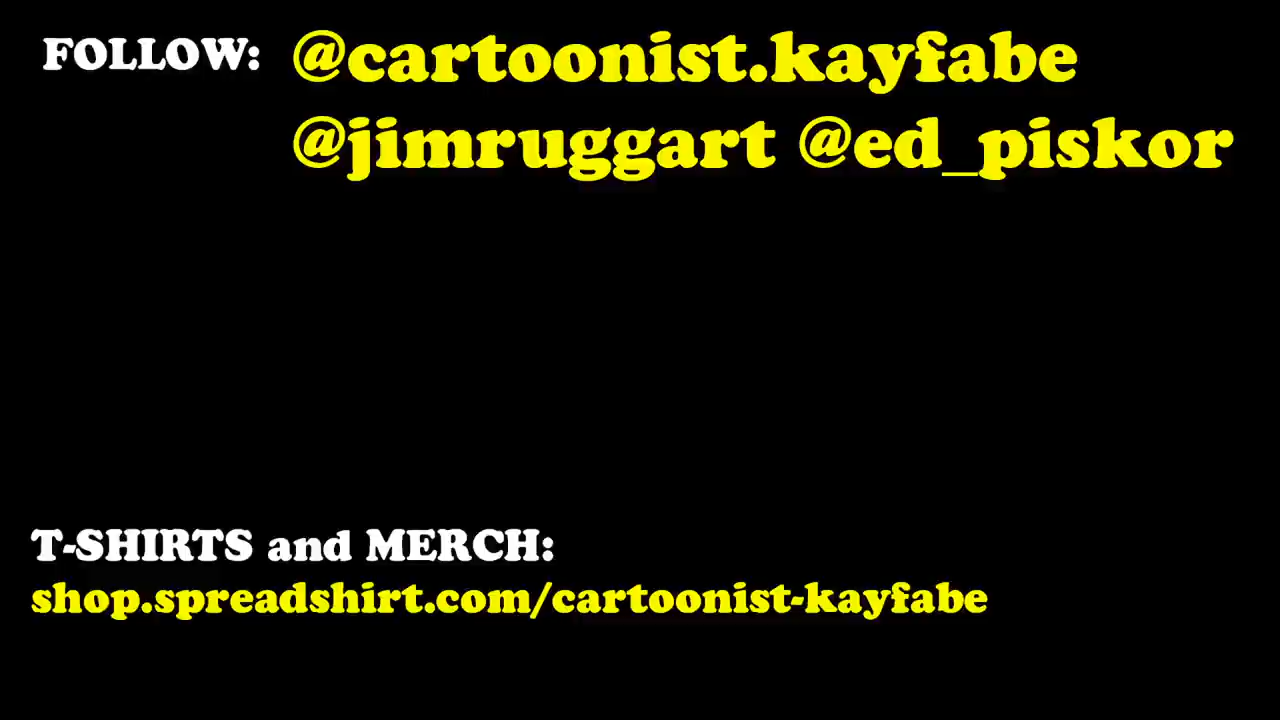 FOLLOW: @cartoonist.kayfabe
@jimruggart @ed_piskor
T-SHIRTS and MERCH:
shop.spreadshirt.com/cartoonist-kayfabe